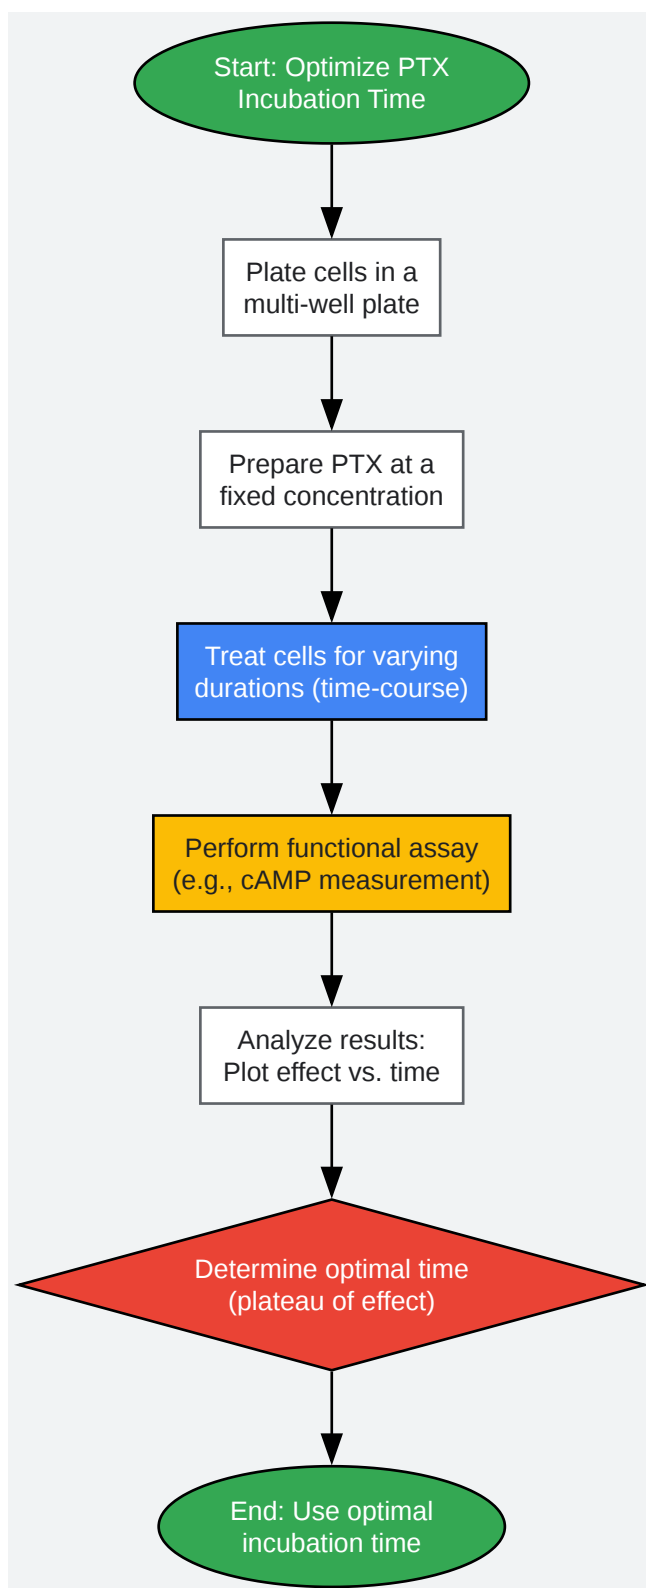 Start: Optimize PTX
Incubation Time
Plate cells in a
multi-well plate
Prepare PTX at a
fixed concentration
Treat cells for varying
durations (time-course)
Perform functional assay
(e.g., cAMP measurement)
Analyze results:
Plot effect vs. time
Determine optimal time
(plateau of effect)
End: Use optimal
incubation time